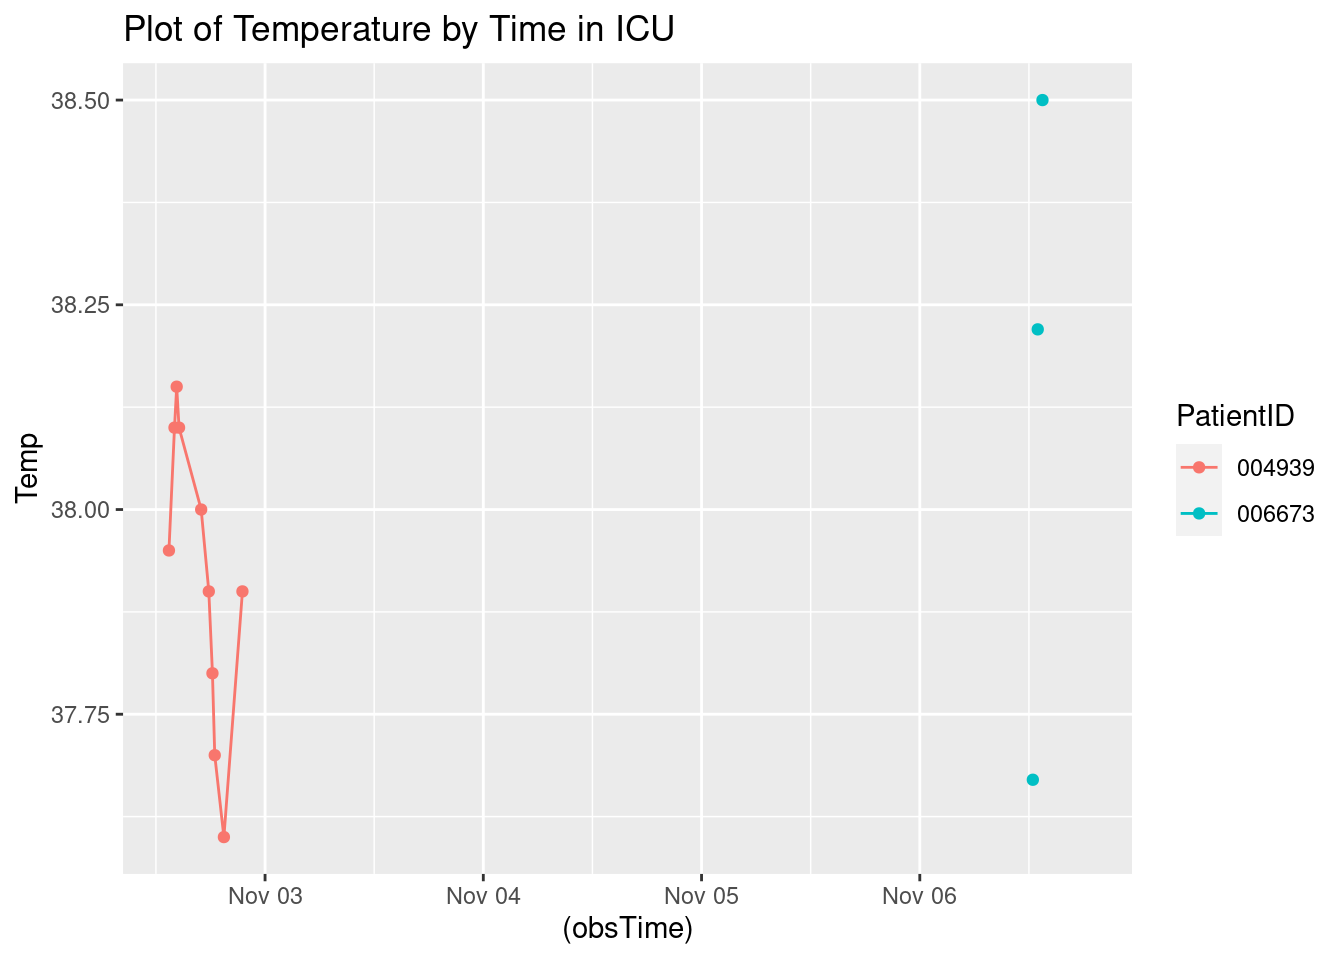 Plot of Temperature by Time in ICU
38.50
38.25
38.00
37.75
Temp
Nov 03 Nov 04 Nov 05 Nov 06
(obsTime)
PatientID
004939
006673